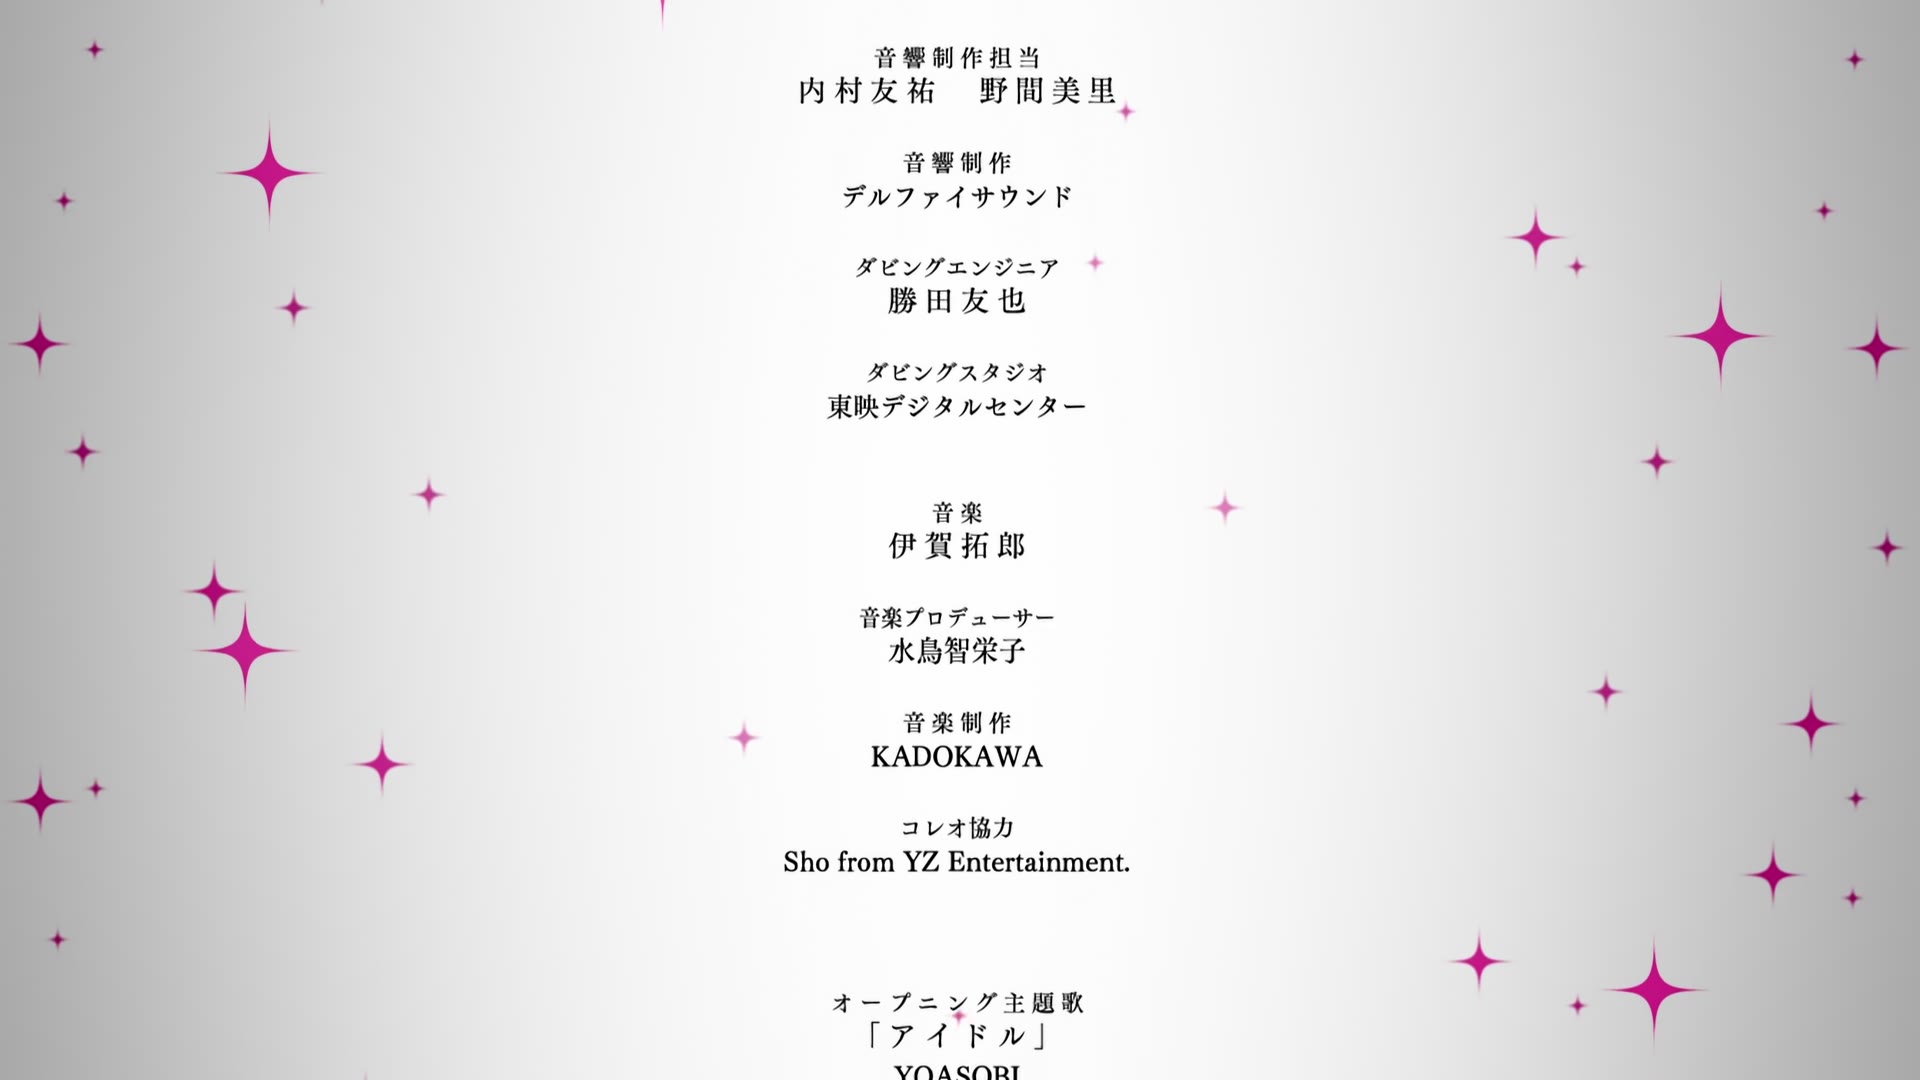 音響制作担当
内村友祐　野間美里
音響制作
デルファイサウンド
ダビングエンジニア
勝田友也
ダビングスタジオ
東映デジタルセンター
音楽
伊賀拓郎
音楽プロデューサー
水鳥智栄子
音楽制作
KADOKAWA
コレオ協力
Sho from YZ Entertainment.
オープニング主題歌
「アイドル」
YOASOBI